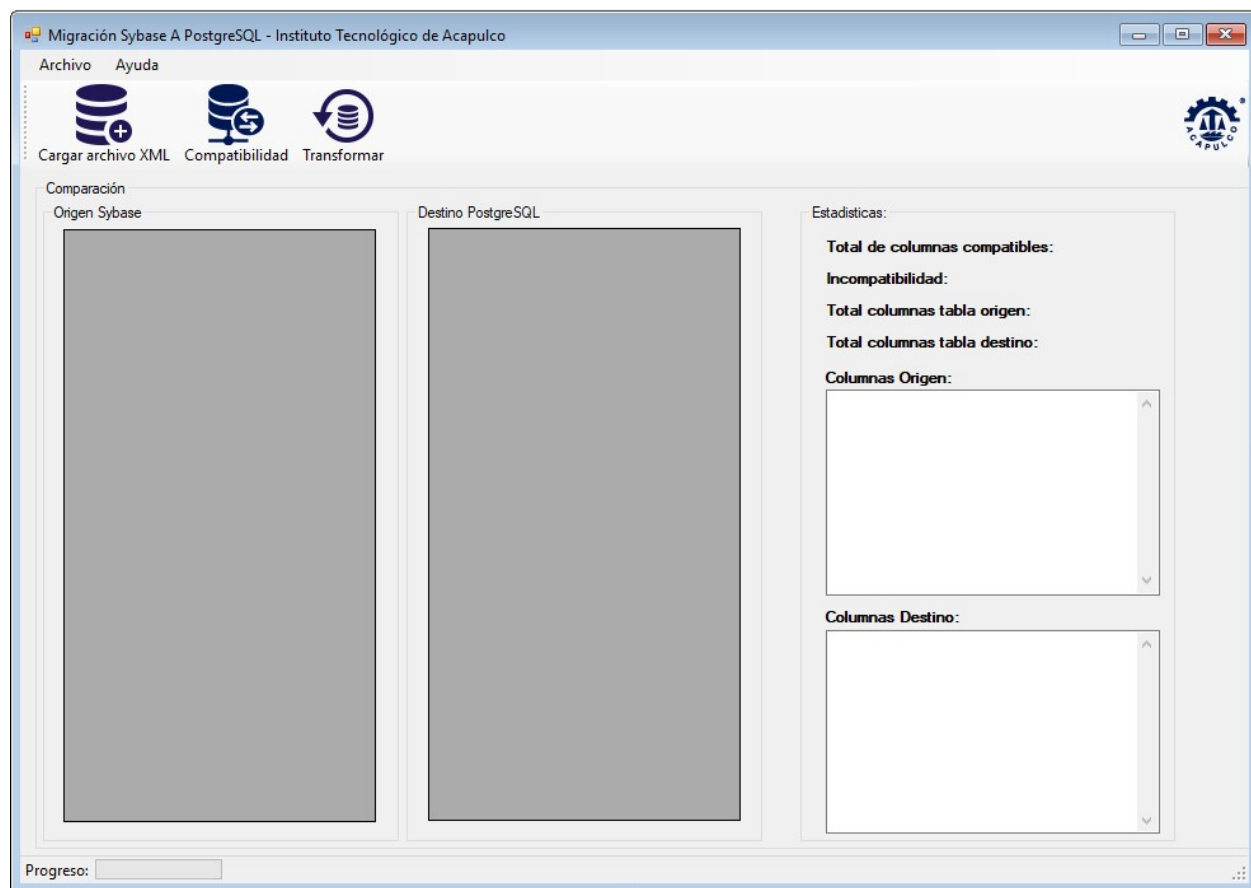 Migración Sybase A PostgreSQL - Instituto Tecnológico de Acapulco
Archivo Ayuda
Cargar archivo XML Compatibilidad Transformar
ACAPULCO
Comparación
Origen Sybase Destino PostgreSQL Estadisticas:
Total de columnas compatibles:
Incompatibilidad:
Total columnas tabla origen:
Total columnas tabla destino:
Columnas Origen:
Columnas Destino:
Progreso: